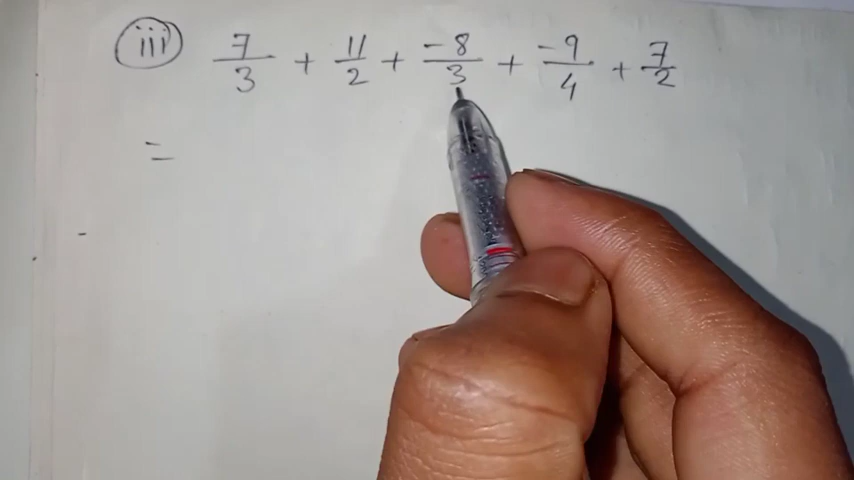 iii 7/3 + 11/2 + -8/3 + -9/4 + 7/2
=